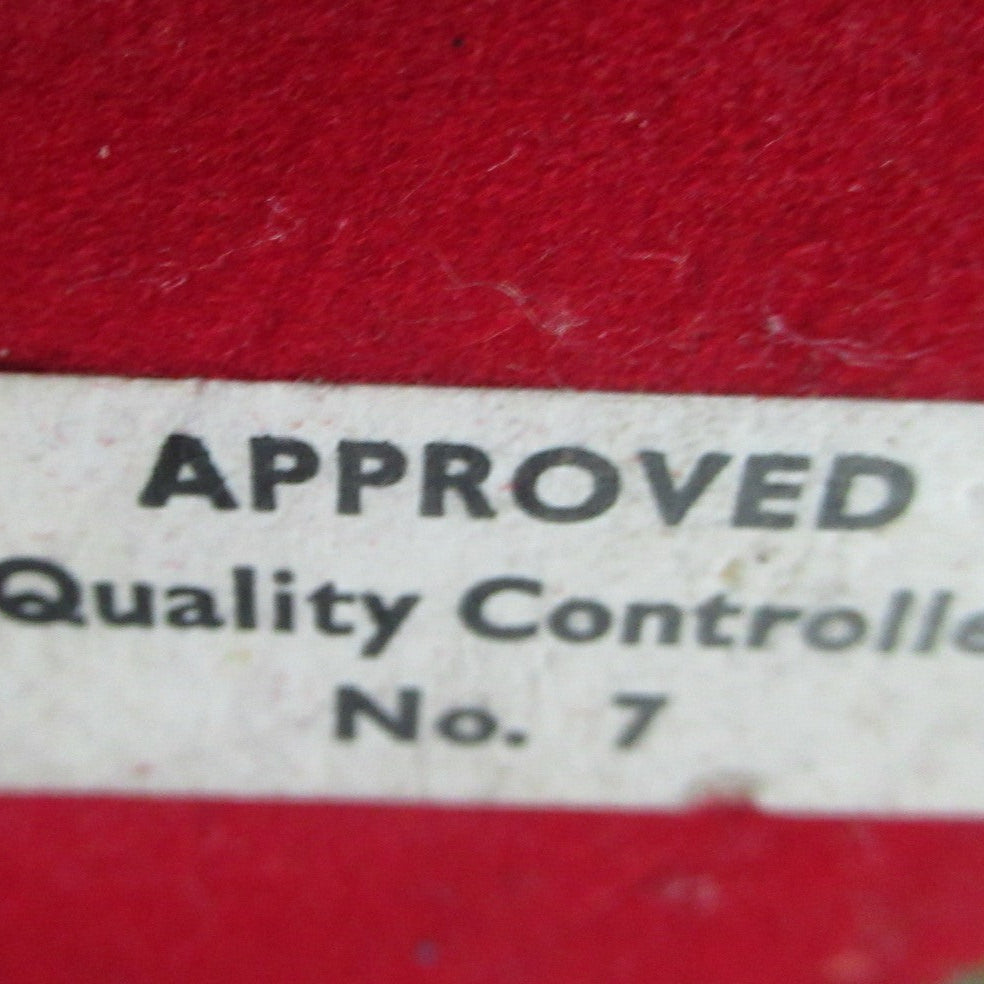 APPROVED
Quality Controlle
No. 7